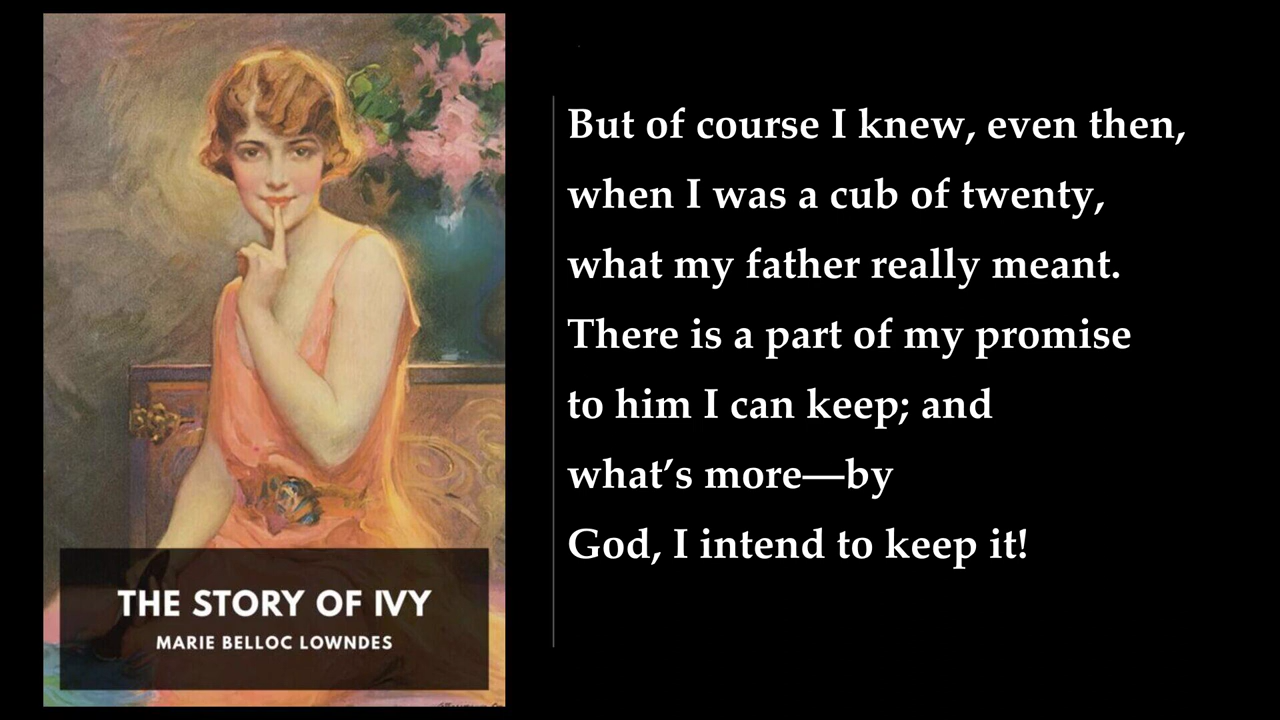 THE STORY OF IVY
MARIE BELLOC LOWNDES
But of course I knew, even then,
when I was a cub of twenty,
what my father really meant.
There is a part of my promise
to him I can keep; and
what’s more—by
God, I intend to keep it!